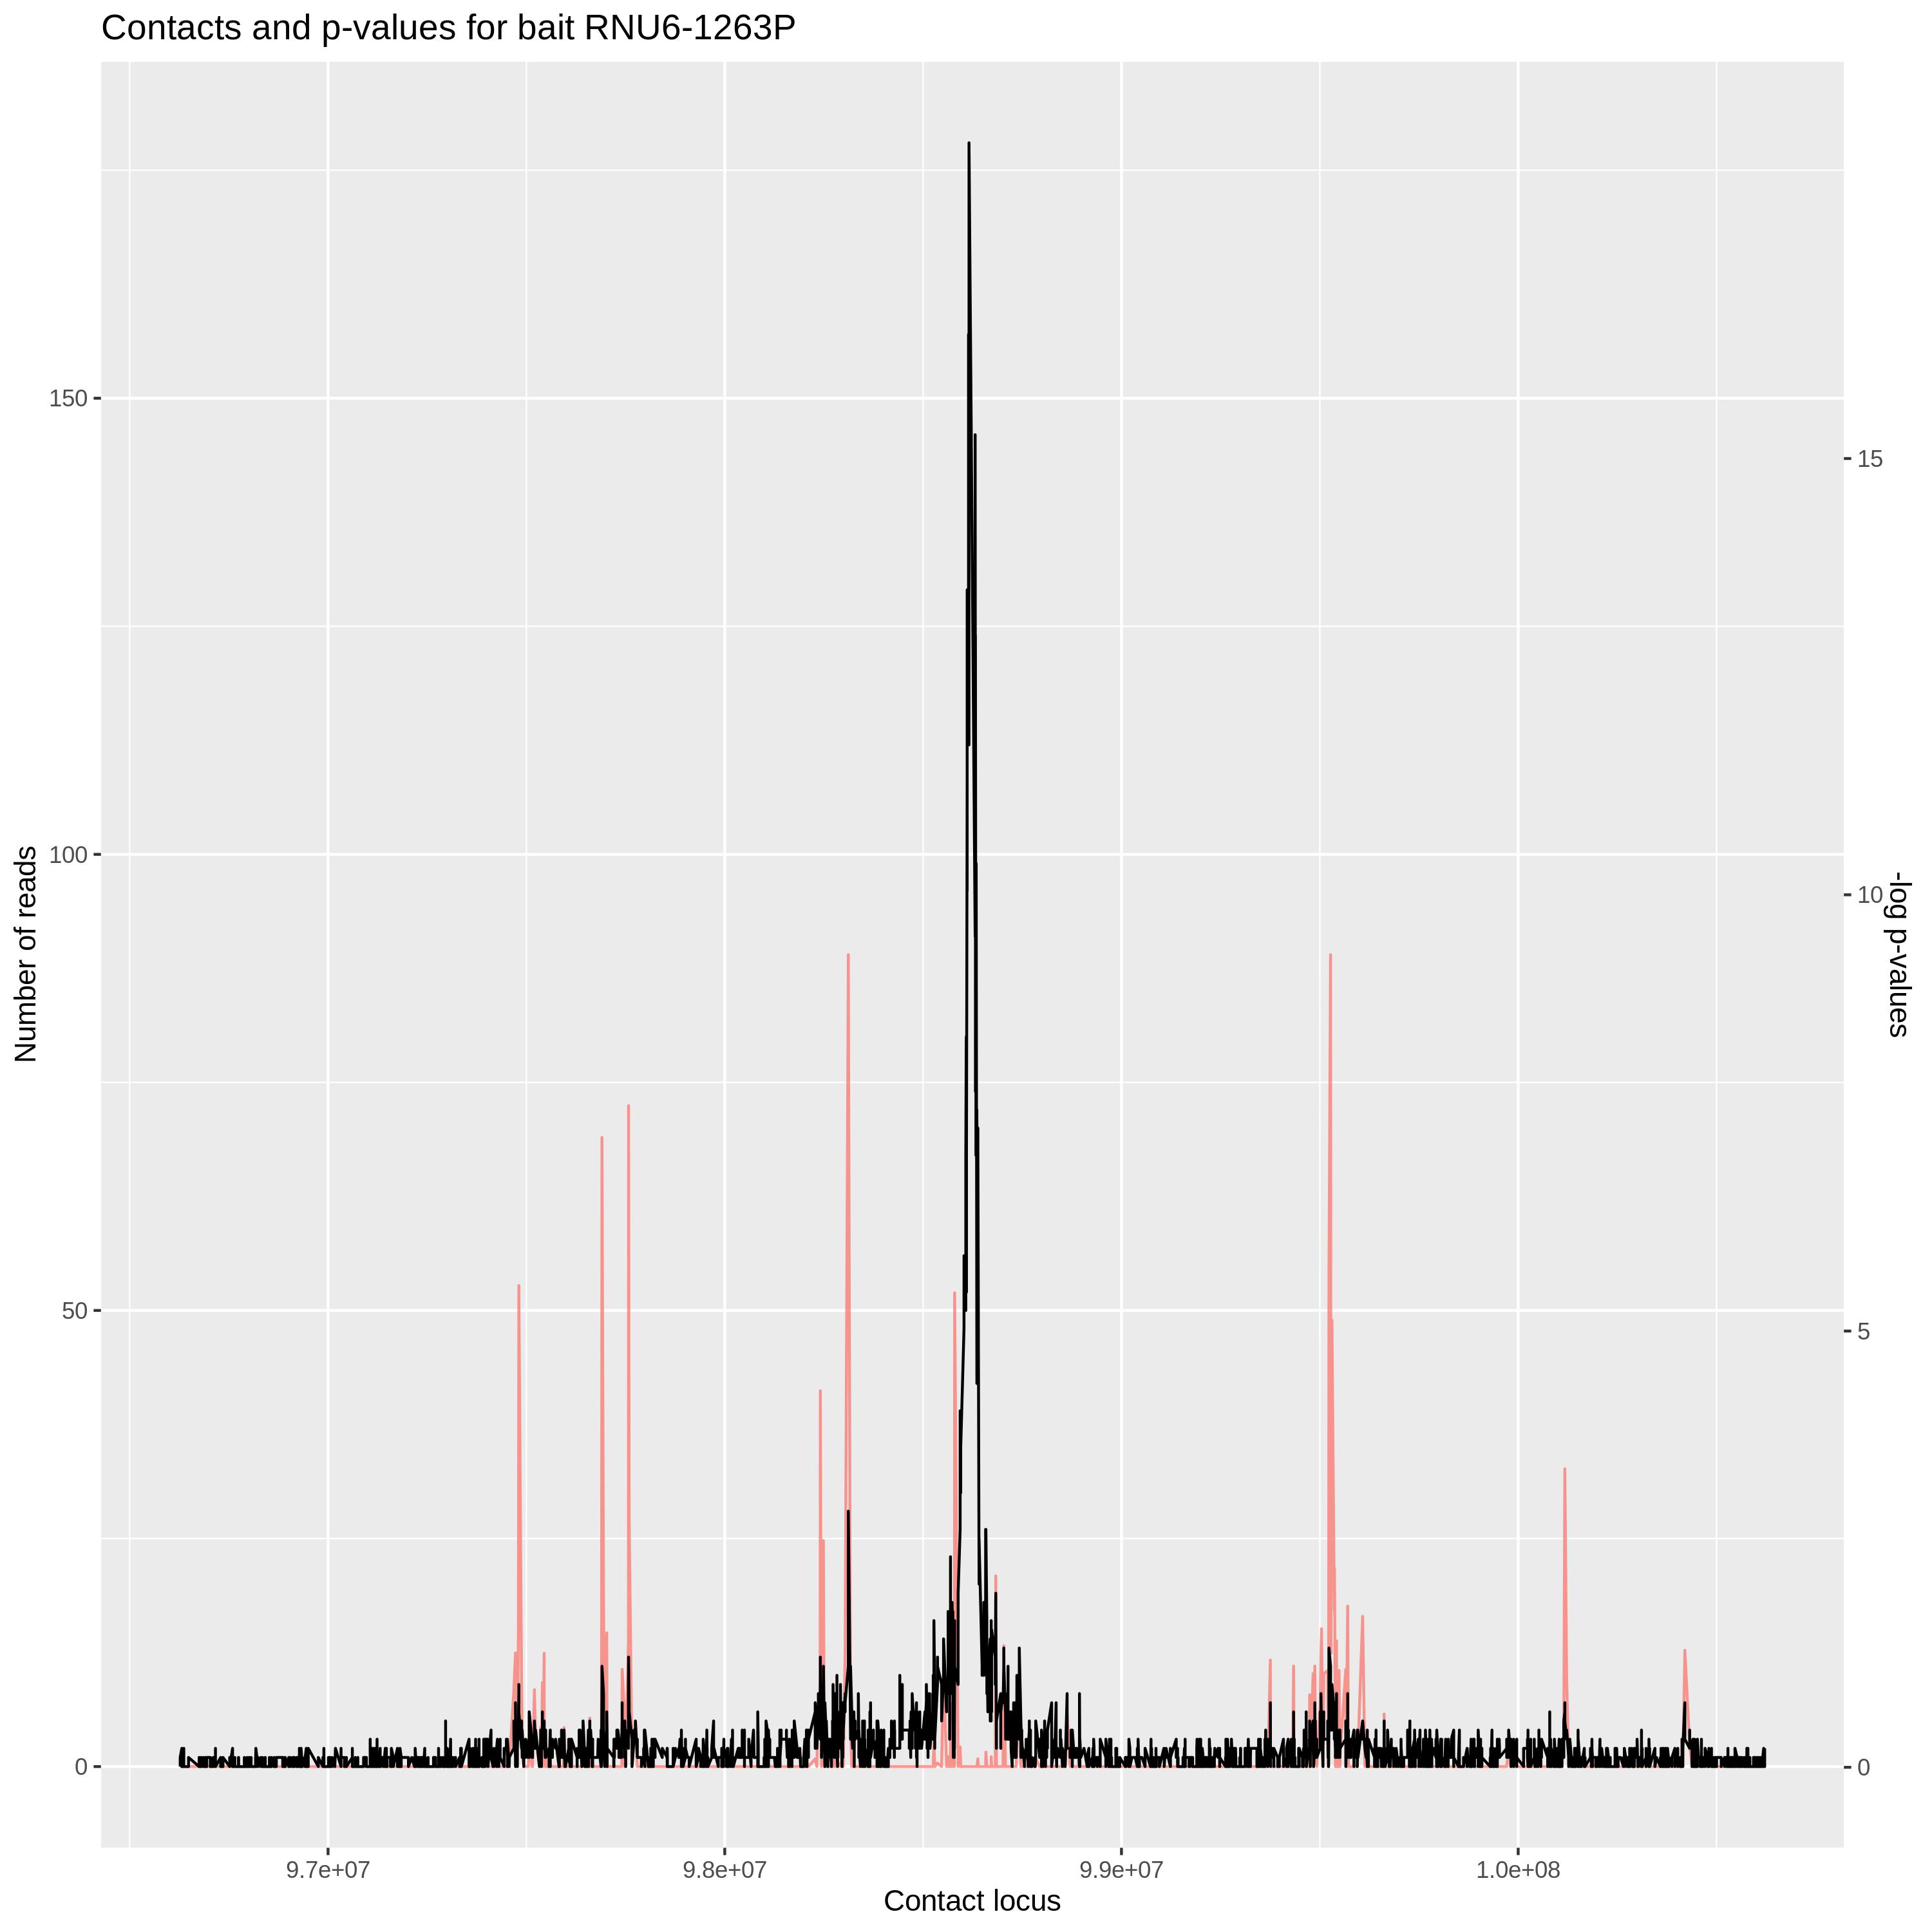 Contacts and p-values for bait RNU6-1263P
Number of reads
150
100
50
0
15
10
5
0
-log p-values
9.7e+07
9.8e+07
9.9e+07
1.0e+08
Contact locus